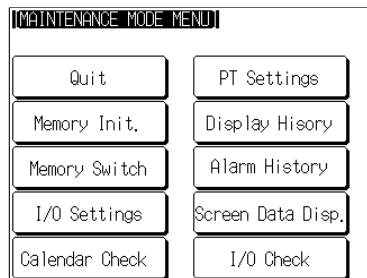 [MAINTENANCE MODE MENU]
Quit
PT Settings
Memory Init.
Display Hisory
Memory Switch
Alarm History
I/O Settings
Screen Data Disp.
Calendar Check
I/O Check